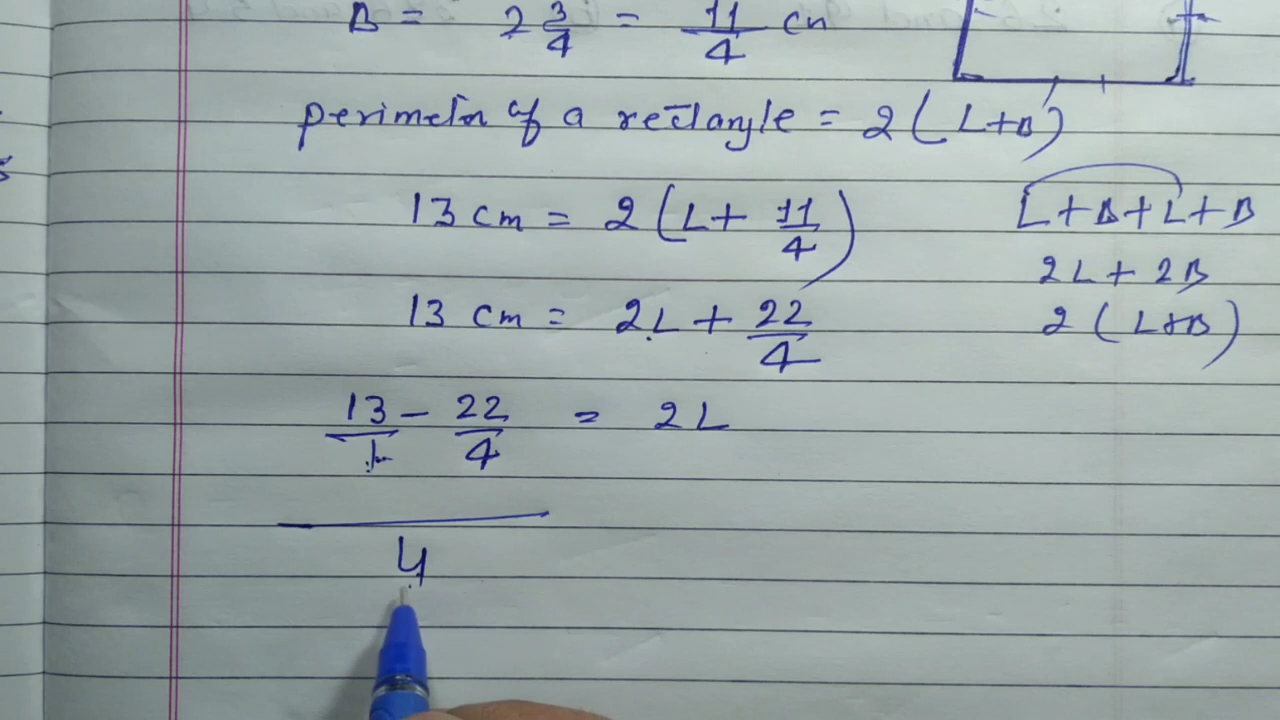 B = 2 3/4 = 11/4 cm
perimeter of a rectangle = 2 ( L+B )
13 cm = 2 ( L + 11/4 )
L+B+L+B
2L + 2B
13 cm = 2L + 22/4
2 ( L+B )
13/1 - 22/4 = 2L
4